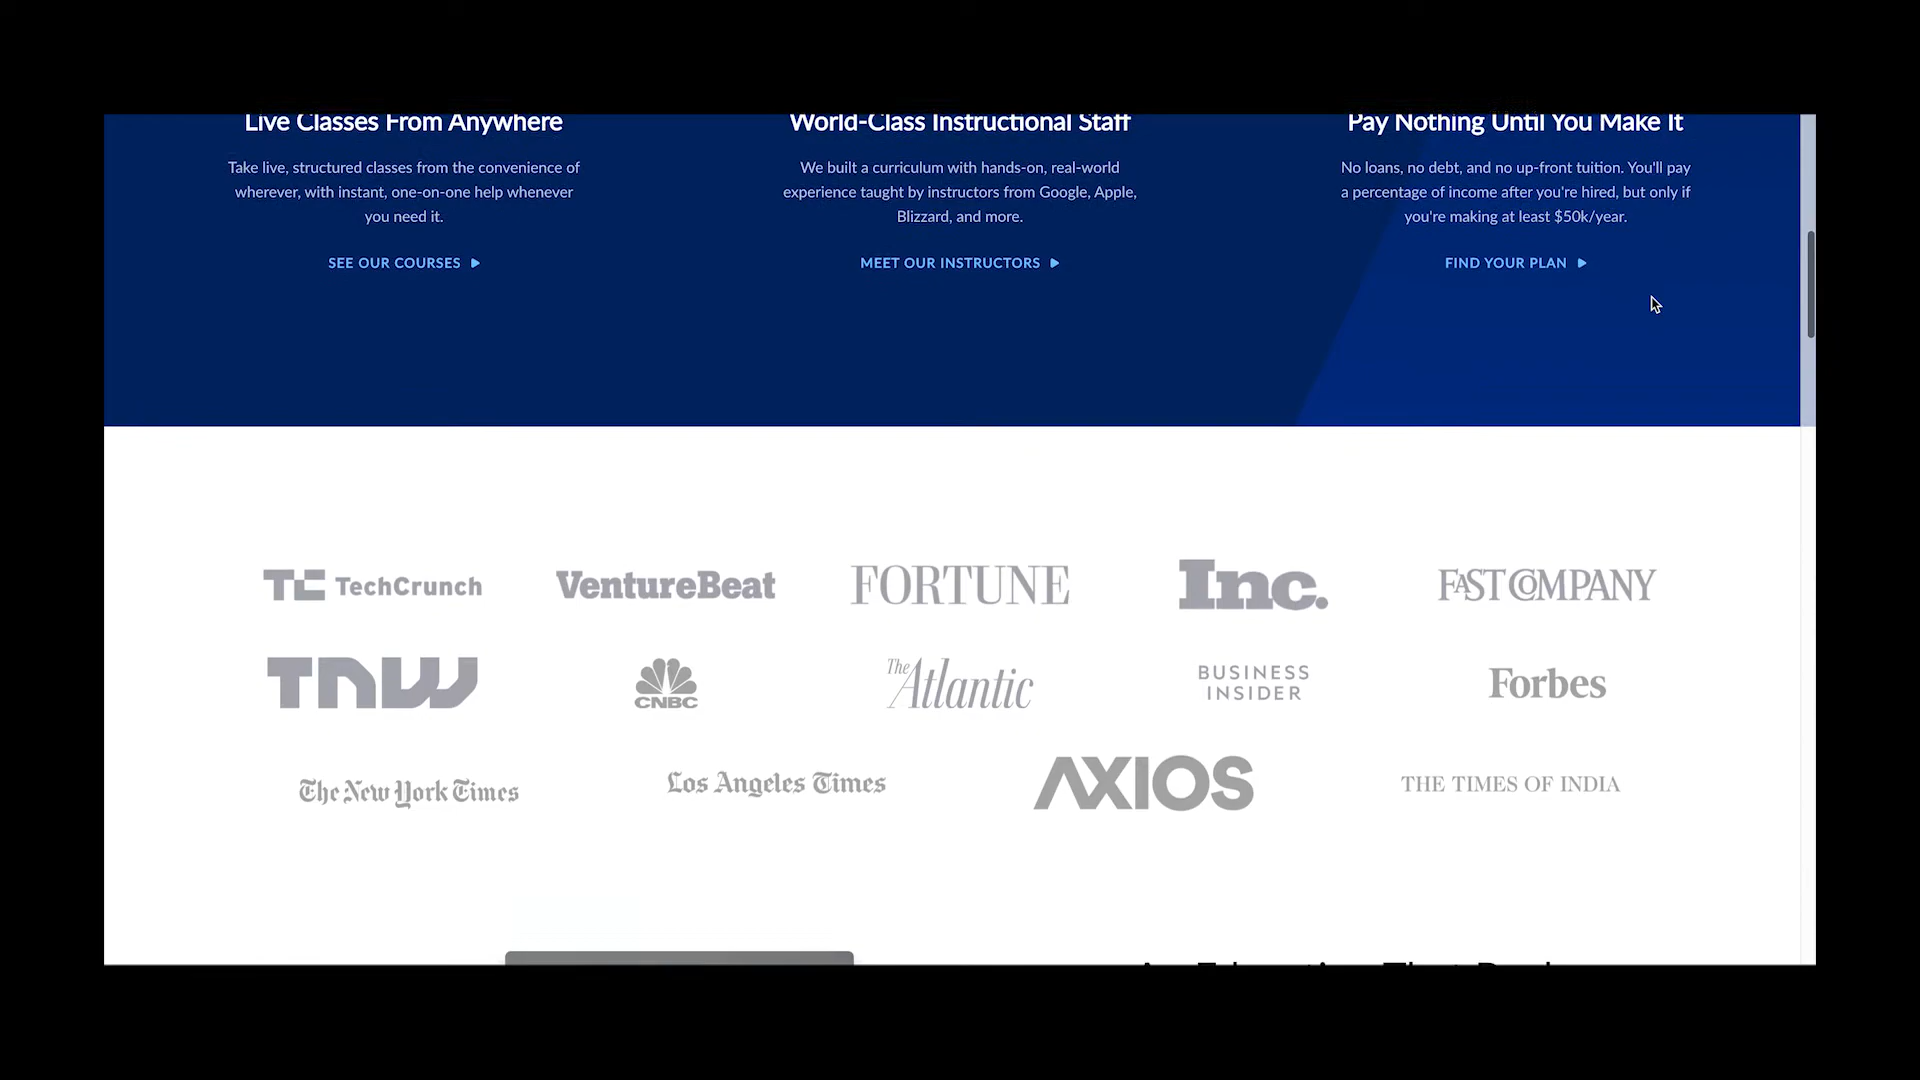 Live Classes From Anywhere
Take live, structured classes from the convenience of
wherever, with instant, one-on-one help whenever
you need it.
SEE OUR COURSES
World-Class Instructional Staff
We built a curriculum with hands-on, real-world
experience taught by instructors from Google, Apple,
Blizzard, and more.
MEET OUR INSTRUCTORS
Pay Nothing Until You Make It
No loans, no debt, and no up-front tuition. You'll pay
a percentage of income after you're hired, but only if
you're making at least $50k/year.
FIND YOUR PLAN
TC TechCrunch
VentureBeat
FORTUNE
Inc.
FAST COMPANY
TNW
CNBC
The Atlantic
BUSINESS
INSIDER
Forbes
The New York Times
Los Angeles Times
AXIOS
THE TIMES OF INDIA